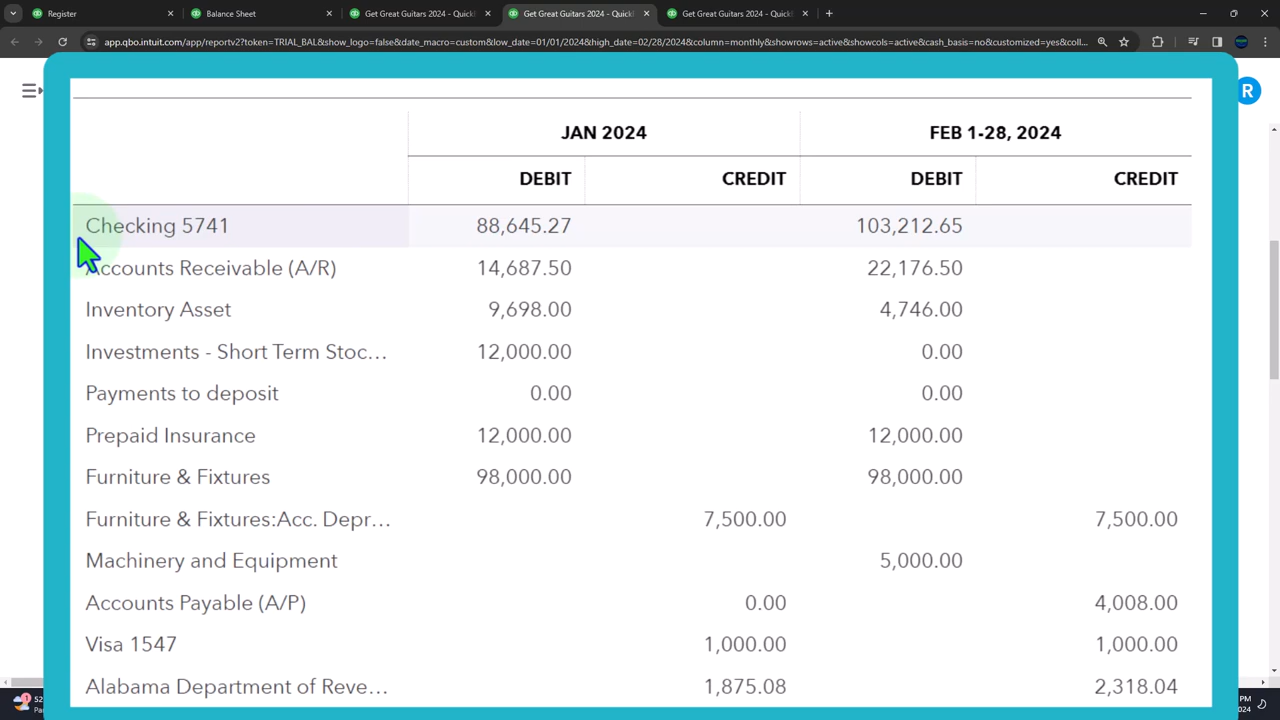 Register
Balance Sheet
Get Great Guitars 2024 - Quick
Get Great Guitars 2024 - Quick
Get Great Guitars 2024 - Quick
app.qbo.intuit.com/app/reportv2?token=TRIAL_BAL&show_logo=false&date_macro=custom&low_date=01/01/2024&high_date=02/28/2024&column=monthly&showrows=active&showcols=active&cash_basis=no&customized=yes&coll...
R
JAN 2024 FEB 1-28, 2024
DEBIT CREDIT DEBIT CREDIT
Checking 5741 88,645.27 103,212.65
Accounts Receivable (A/R) 14,687.50 22,176.50
Inventory Asset 9,698.00 4,746.00
Investments - Short Term Stoc... 12,000.00 0.00
Payments to deposit 0.00 0.00
Prepaid Insurance 12,000.00 12,000.00
Furniture & Fixtures 98,000.00 98,000.00
Furniture & Fixtures:Acc. Depr... 7,500.00 7,500.00
Machinery and Equipment 5,000.00
Accounts Payable (A/P) 0.00 4,008.00
Visa 1547 1,000.00 1,000.00
Alabama Department of Reve... 1,875.08 2,318.04